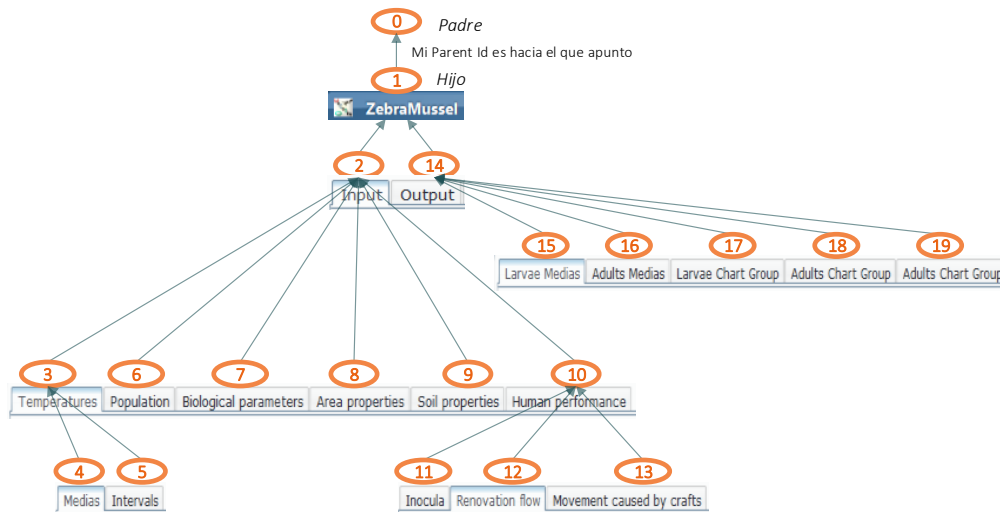 0 Padre
Mi Parent Id es hacia el que apunto
1 Hijo
ZebraMussel
2 14
Input Output
15 16 17 18 19
Larvae Medias Adults Medias Larvae Chart Group Adults Chart Group Adults Chart Group
3 6 7 8 9 10
Temperatures Population Biological parameters Area properties Soil properties Human performance
4 5 11 12 13
Medias Intervals Inocula Renovation flow Movement caused by crafts